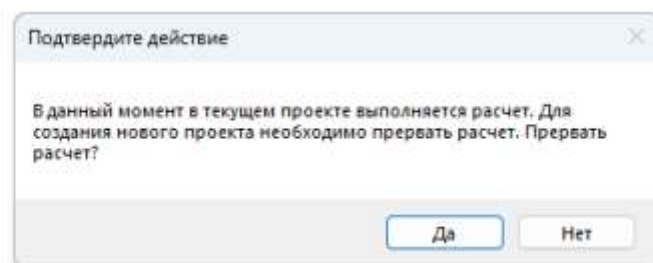 Подтвердите действие
В данный момент в текущем проекте выполняется расчет. Для
создания нового проекта необходимо прервать расчет. Прервать
расчет?
Да
Нет